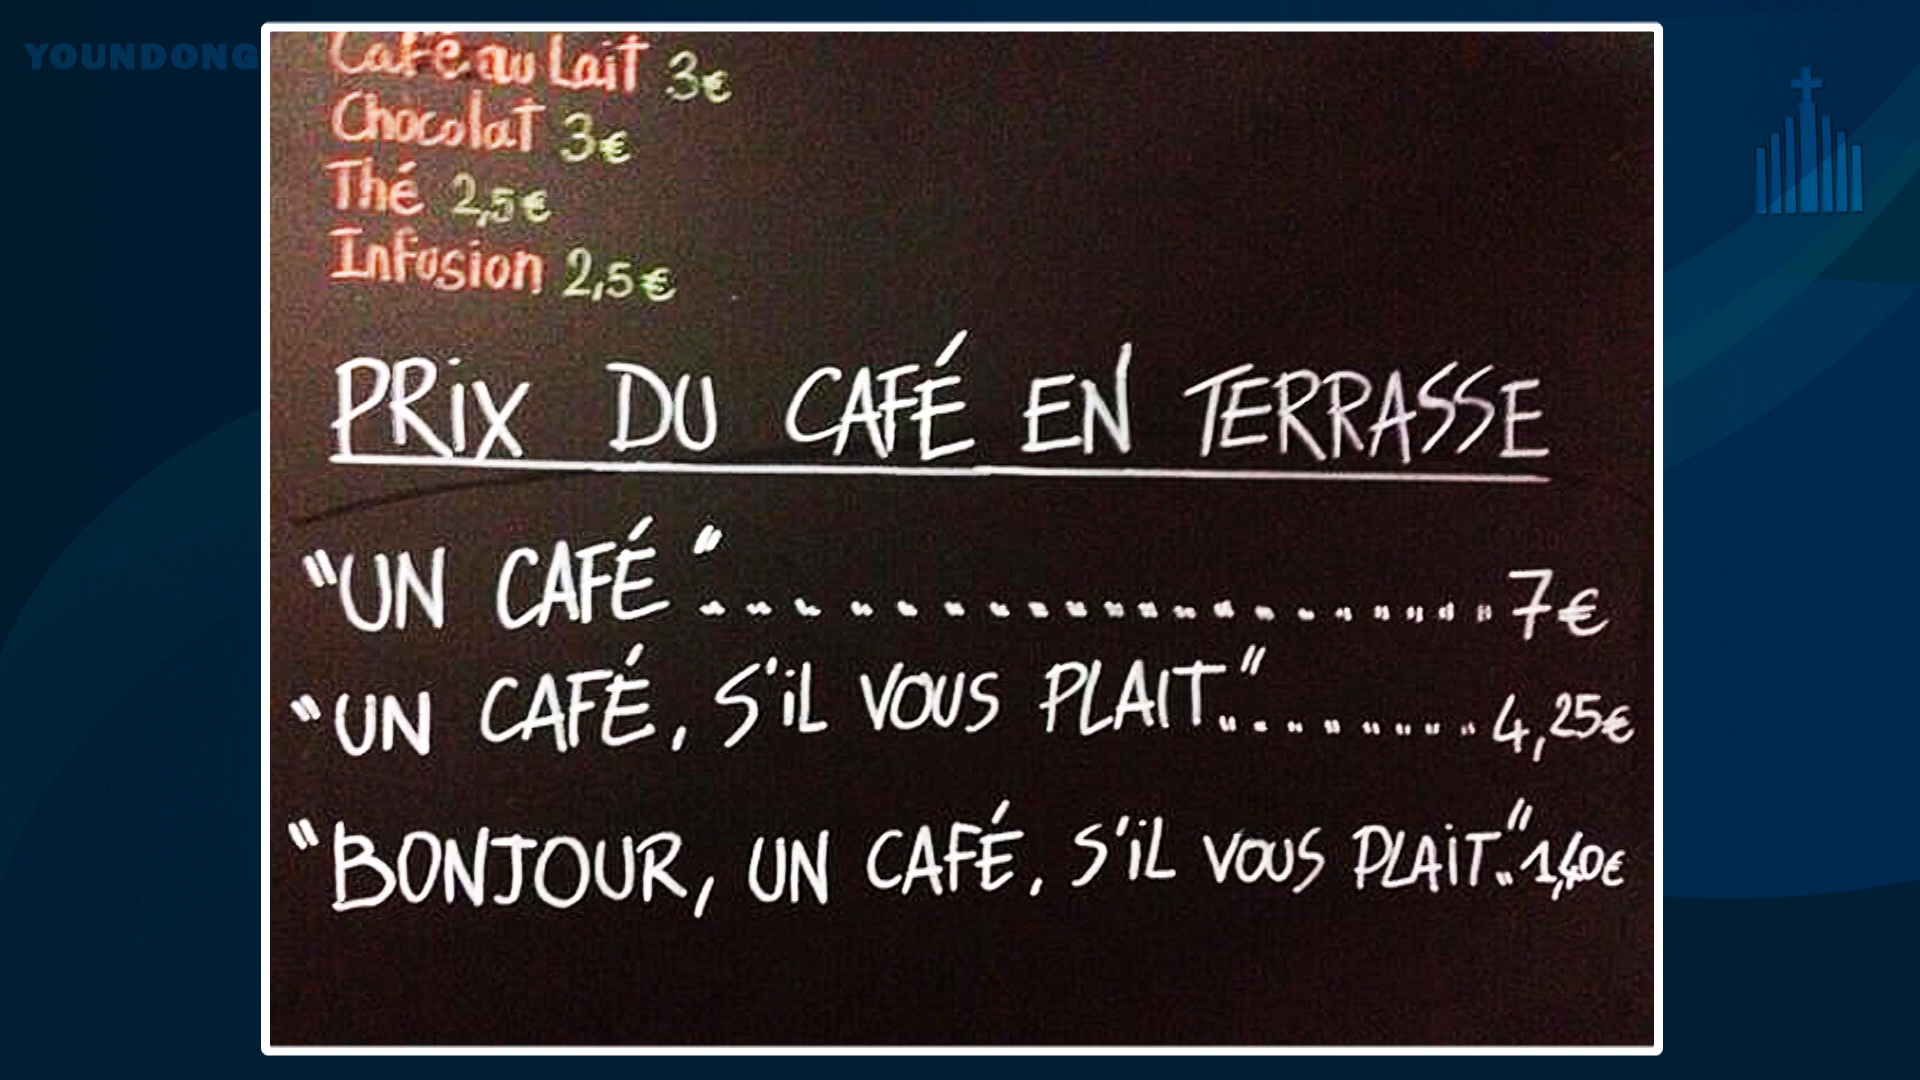 YOUNDONG
Café au Lait 3€
Chocolat 3€
Thé 2,5€
Infusion 2,5€
PRiX DU CAFÉ EN TERRASSE
"UN CAFÉ" 7€
"UN CAFÉ, S'iL VOUS PLAIT" 4,25€
"BONJOUR, UN CAFÉ, S'iL VOUS PLAiT" 1,40€